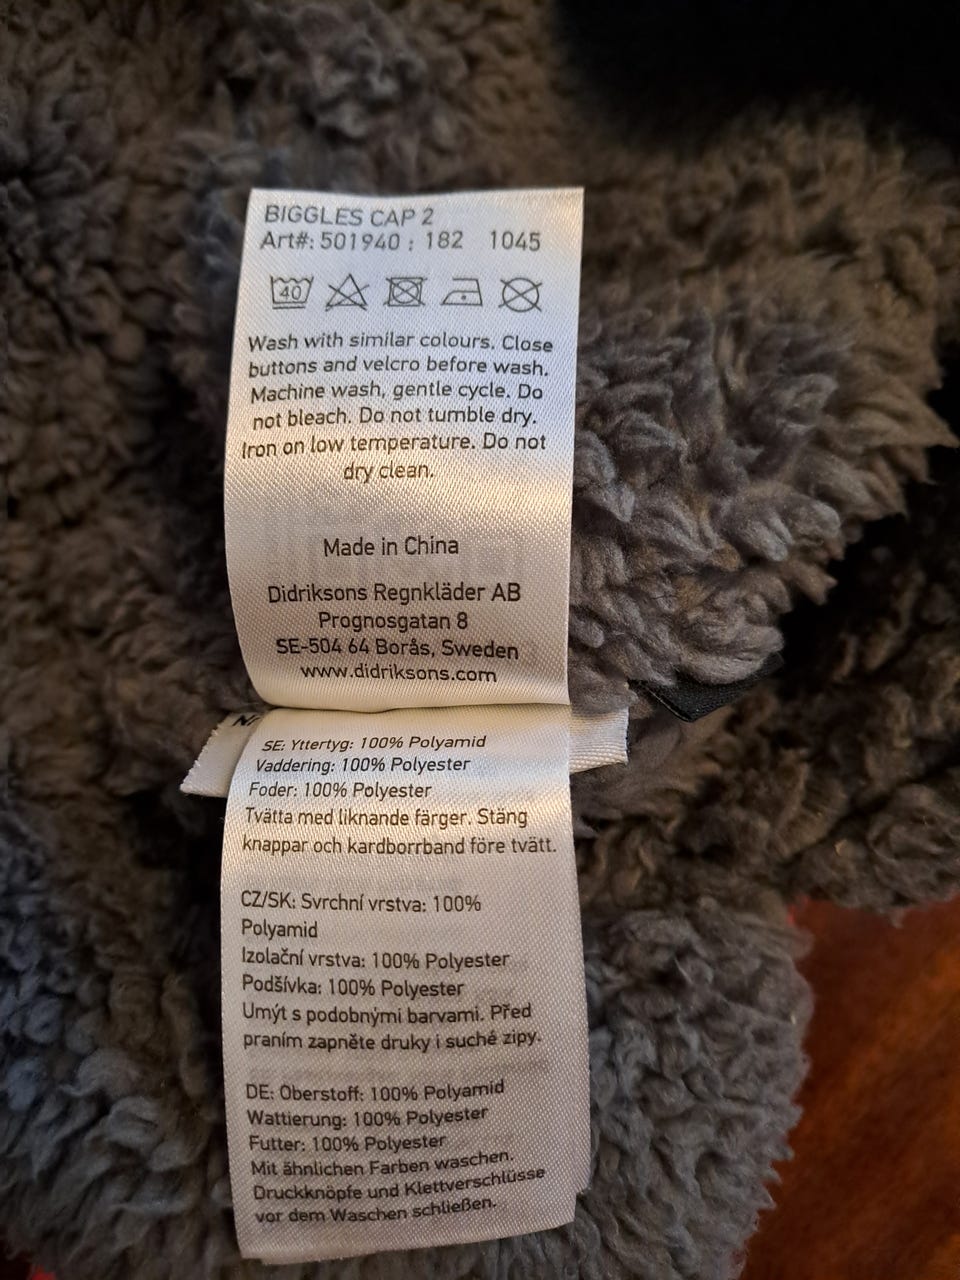 BIGGLES CAP 2
Art#: 501940 : 182 1045
40
Wash with similar colours. Close
buttons and velcro before wash.
Machine wash, gentle cycle. Do
not bleach. Do not tumble dry.
Iron on low temperature. Do not
dry clean.
Made in China
Didriksons Regnkläder AB
Prognosgatan 8
SE-504 64 Borås, Sweden
www.didriksons.com
SE: Yttertyg: 100% Polyamid
Vaddering: 100% Polyester
Foder: 100% Polyester
Tvätta med liknande färger. Stäng
knappar och kardborrband före tvätt.
CZ/SK: Svrchní vrstva: 100%
Polyamid
Izolační vrstva: 100% Polyester
Podšívka: 100% Polyester
Umýt s podobnými barvami. Před
praním zapněte druky i suché zipy.
DE: Oberstoff: 100% Polyamid
Wattierung: 100% Polyester
Futter: 100% Polyester
Mit ähnlichen Farben waschen.
Druckknöpfe und Klettverschlüsse
vor dem Waschen schließen.